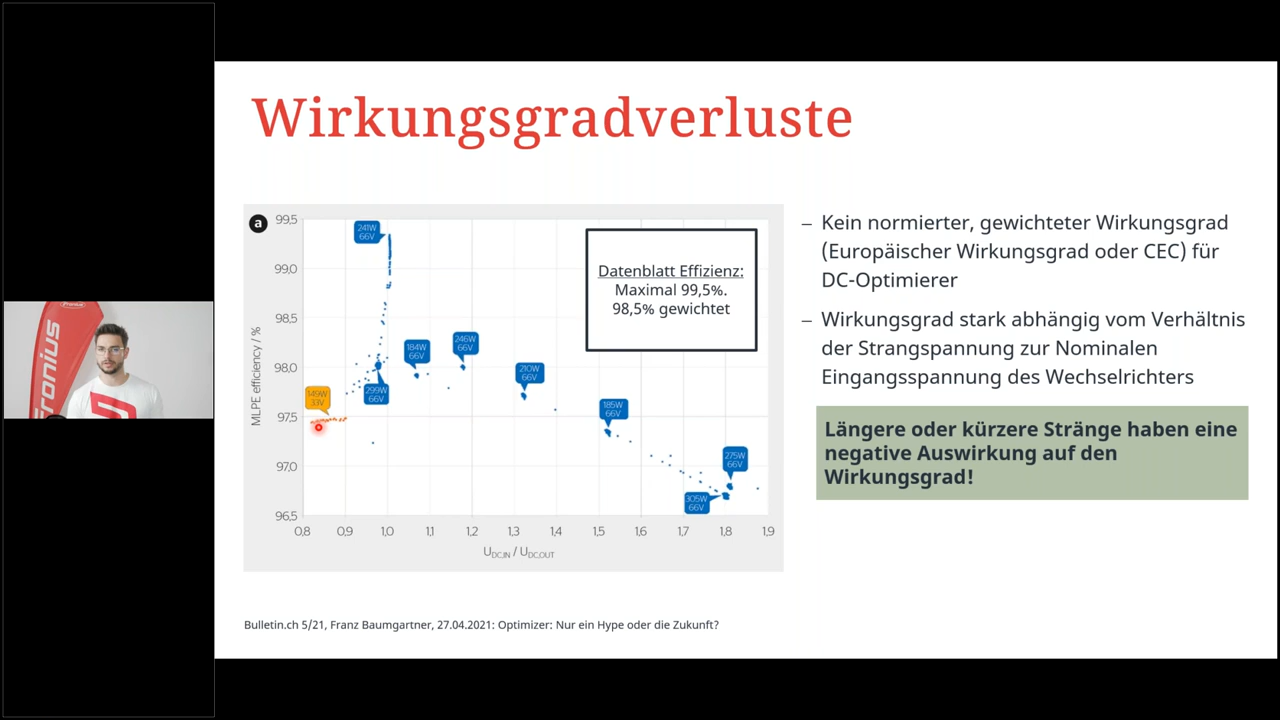 Wirkungsgradverluste
a
99,5
99,0
98,5
98,0
97,5
97,0
96,5
MLPE efficiency / %
0,8 0,9 1,0 1,1 1,2 1,3 1,4 1,5 1,6 1,7 1,8 1,9
U DC,IN / U DC,OUT
241W
66V
184W
66V
246W
66V
299W
66V
210W
66V
149W
33V
185W
66V
275W
66V
305W
66V
Datenblatt Effizienz:
Maximal 99,5%.
98,5% gewichtet
– Kein normierter, gewichteter Wirkungsgrad
(Europäischer Wirkungsgrad oder CEC) für
DC-Optimierer
– Wirkungsgrad stark abhängig vom Verhältnis
der Strangspannung zur Nominalen
Eingangsspannung des Wechselrichters
Längere oder kürzere Stränge haben eine
negative Auswirkung auf den
Wirkungsgrad!
Bulletin.ch 5/21, Franz Baumgartner, 27.04.2021: Optimizer: Nur ein Hype oder die Zukunft?
Fronius
ronius